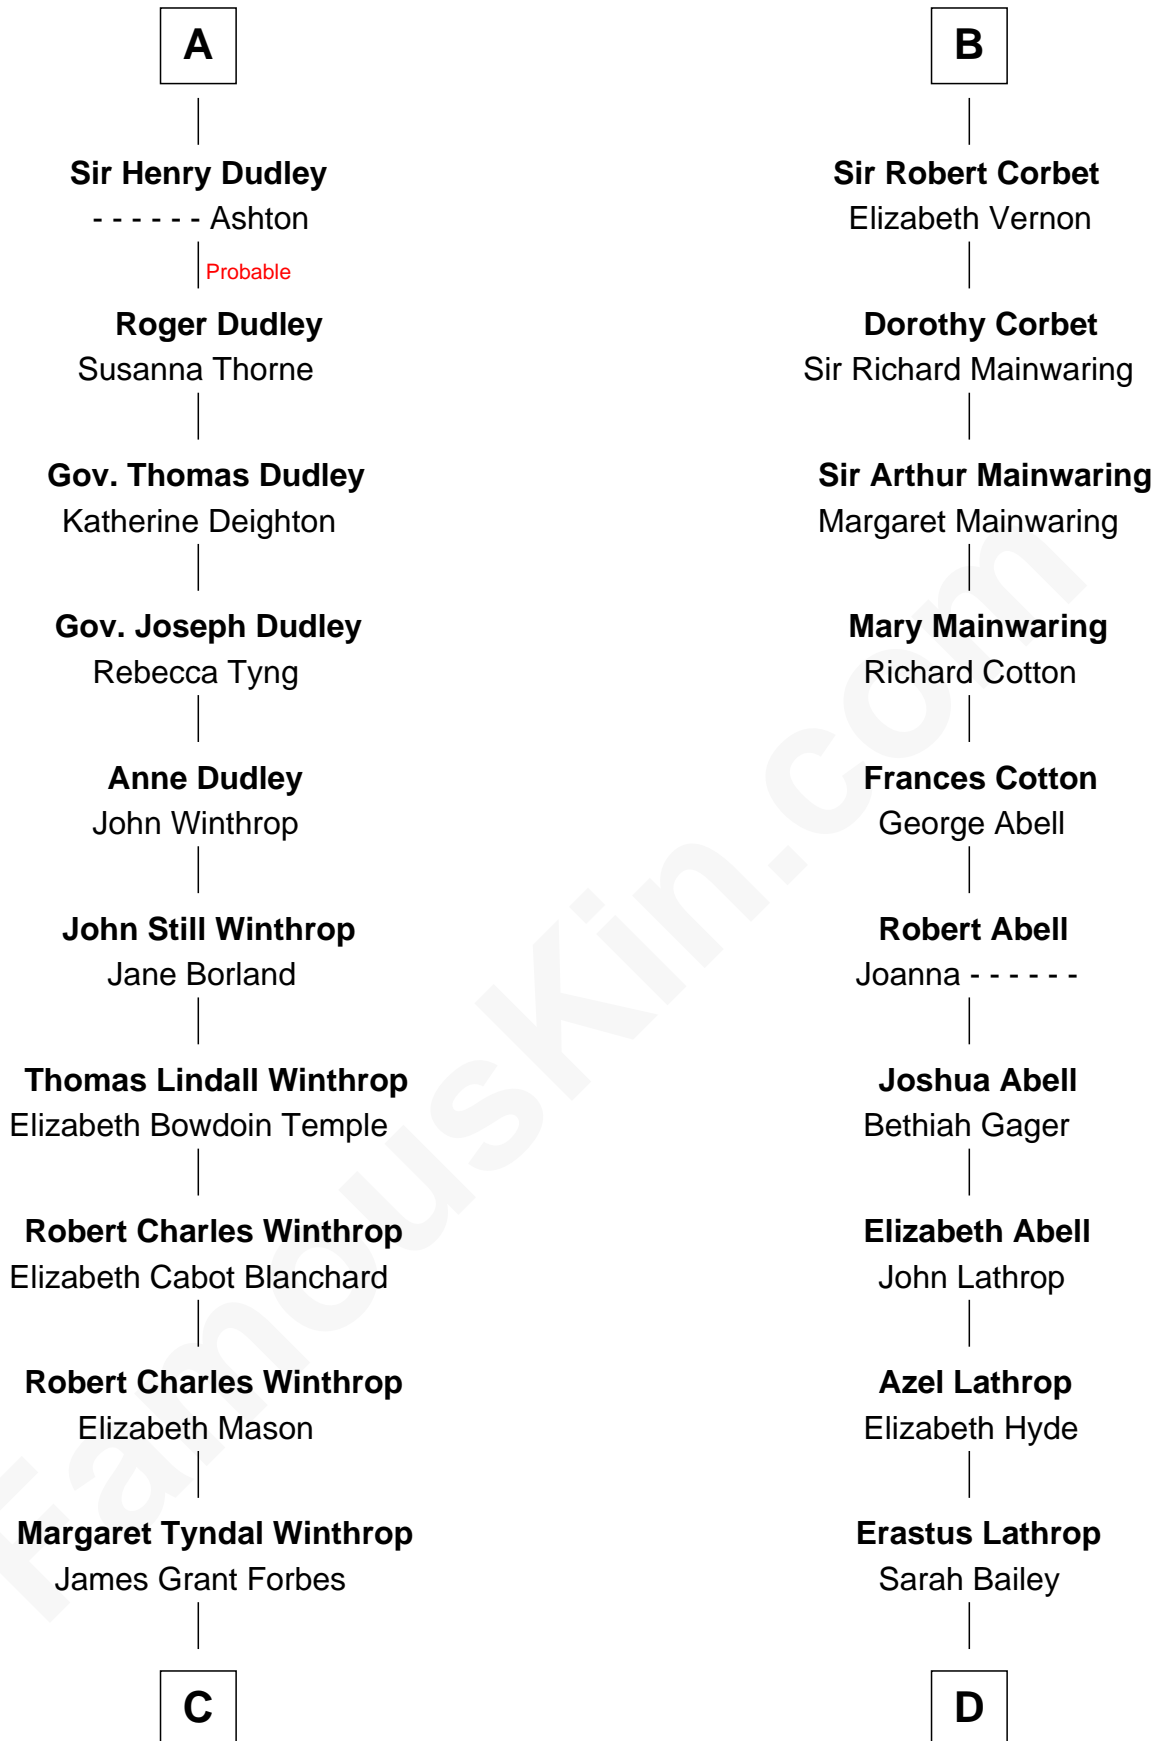 A
Sir Henry Dudley
- - - - - - Ashton
Probable
Roger Dudley
Susanna Thorne
Gov. Thomas Dudley
Katherine Deighton
Gov. Joseph Dudley
Rebecca Tyng
Anne Dudley
John Winthrop
John Still Winthrop
Jane Borland
Thomas Lindall Winthrop
Elizabeth Bowdoin Temple
Robert Charles Winthrop
Elizabeth Cabot Blanchard
Robert Charles Winthrop
Elizabeth Mason
Margaret Tyndal Winthrop
James Grant Forbes
C
B
Sir Robert Corbet
Elizabeth Vernon
Dorothy Corbet
Sir Richard Mainwaring
Sir Arthur Mainwaring
Margaret Mainwaring
Mary Mainwaring
Richard Cotton
Frances Cotton
George Abell
Robert Abell
Joanna - - - - - -
Joshua Abell
Bethiah Gager
Elizabeth Abell
John Lathrop
Azel Lathrop
Elizabeth Hyde
Erastus Lathrop
Sarah Bailey
D
FamousKin.com